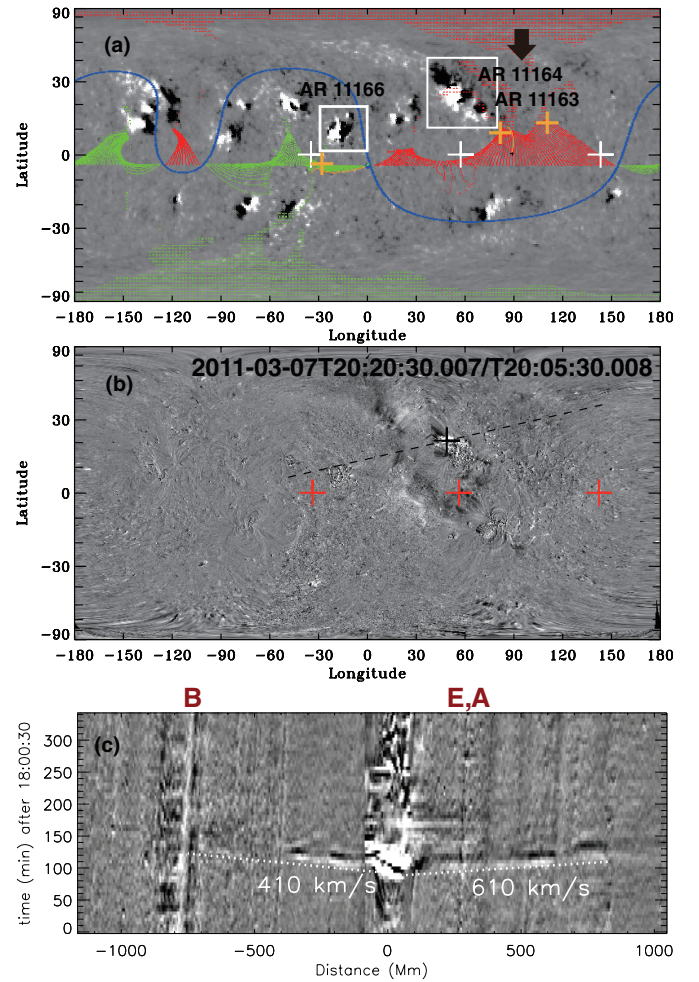 (a)
90
30
0
-30
-90
Latitude
AR 11166
AR 11164
AR 11163
-180 -150 -120 -90 -60 -30 0 30 60 90 120 150 180
Longitude
(b)
2011-03-07T20:20:30.007/T20:05:30.008
90
30
0
-30
-90
Latitude
-180 -150 -120 -90 -60 -30 0 30 60 90 120 150 180
Longitude
B E,A
(c)
300
250
200
150
100
50
0
time (min) after 18:00:30
410 km/s 610 km/s
-1000 -500 0 500 1000
Distance (Mm)